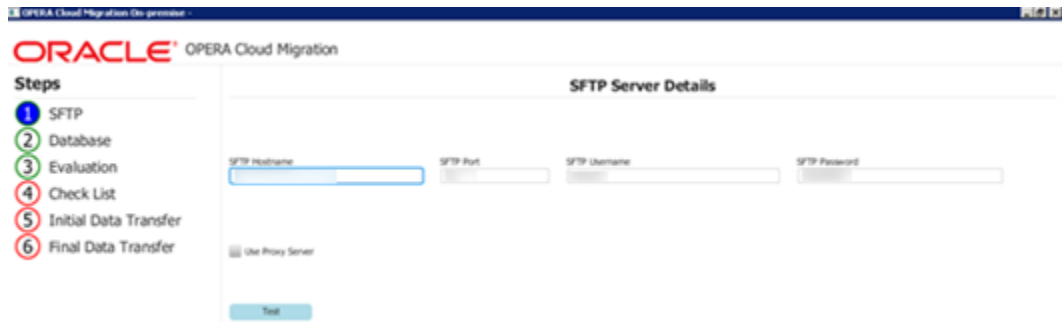 OPERA Cloud Migration On-premise -
ORACLE OPERA Cloud Migration
Steps
1 SFTP
2 Database
3 Evaluation
4 Check List
5 Initial Data Transfer
6 Final Data Transfer
SFTP Server Details
SFTP Hostname SFTP Port SFTP Username SFTP Password
Use Proxy Server
Test